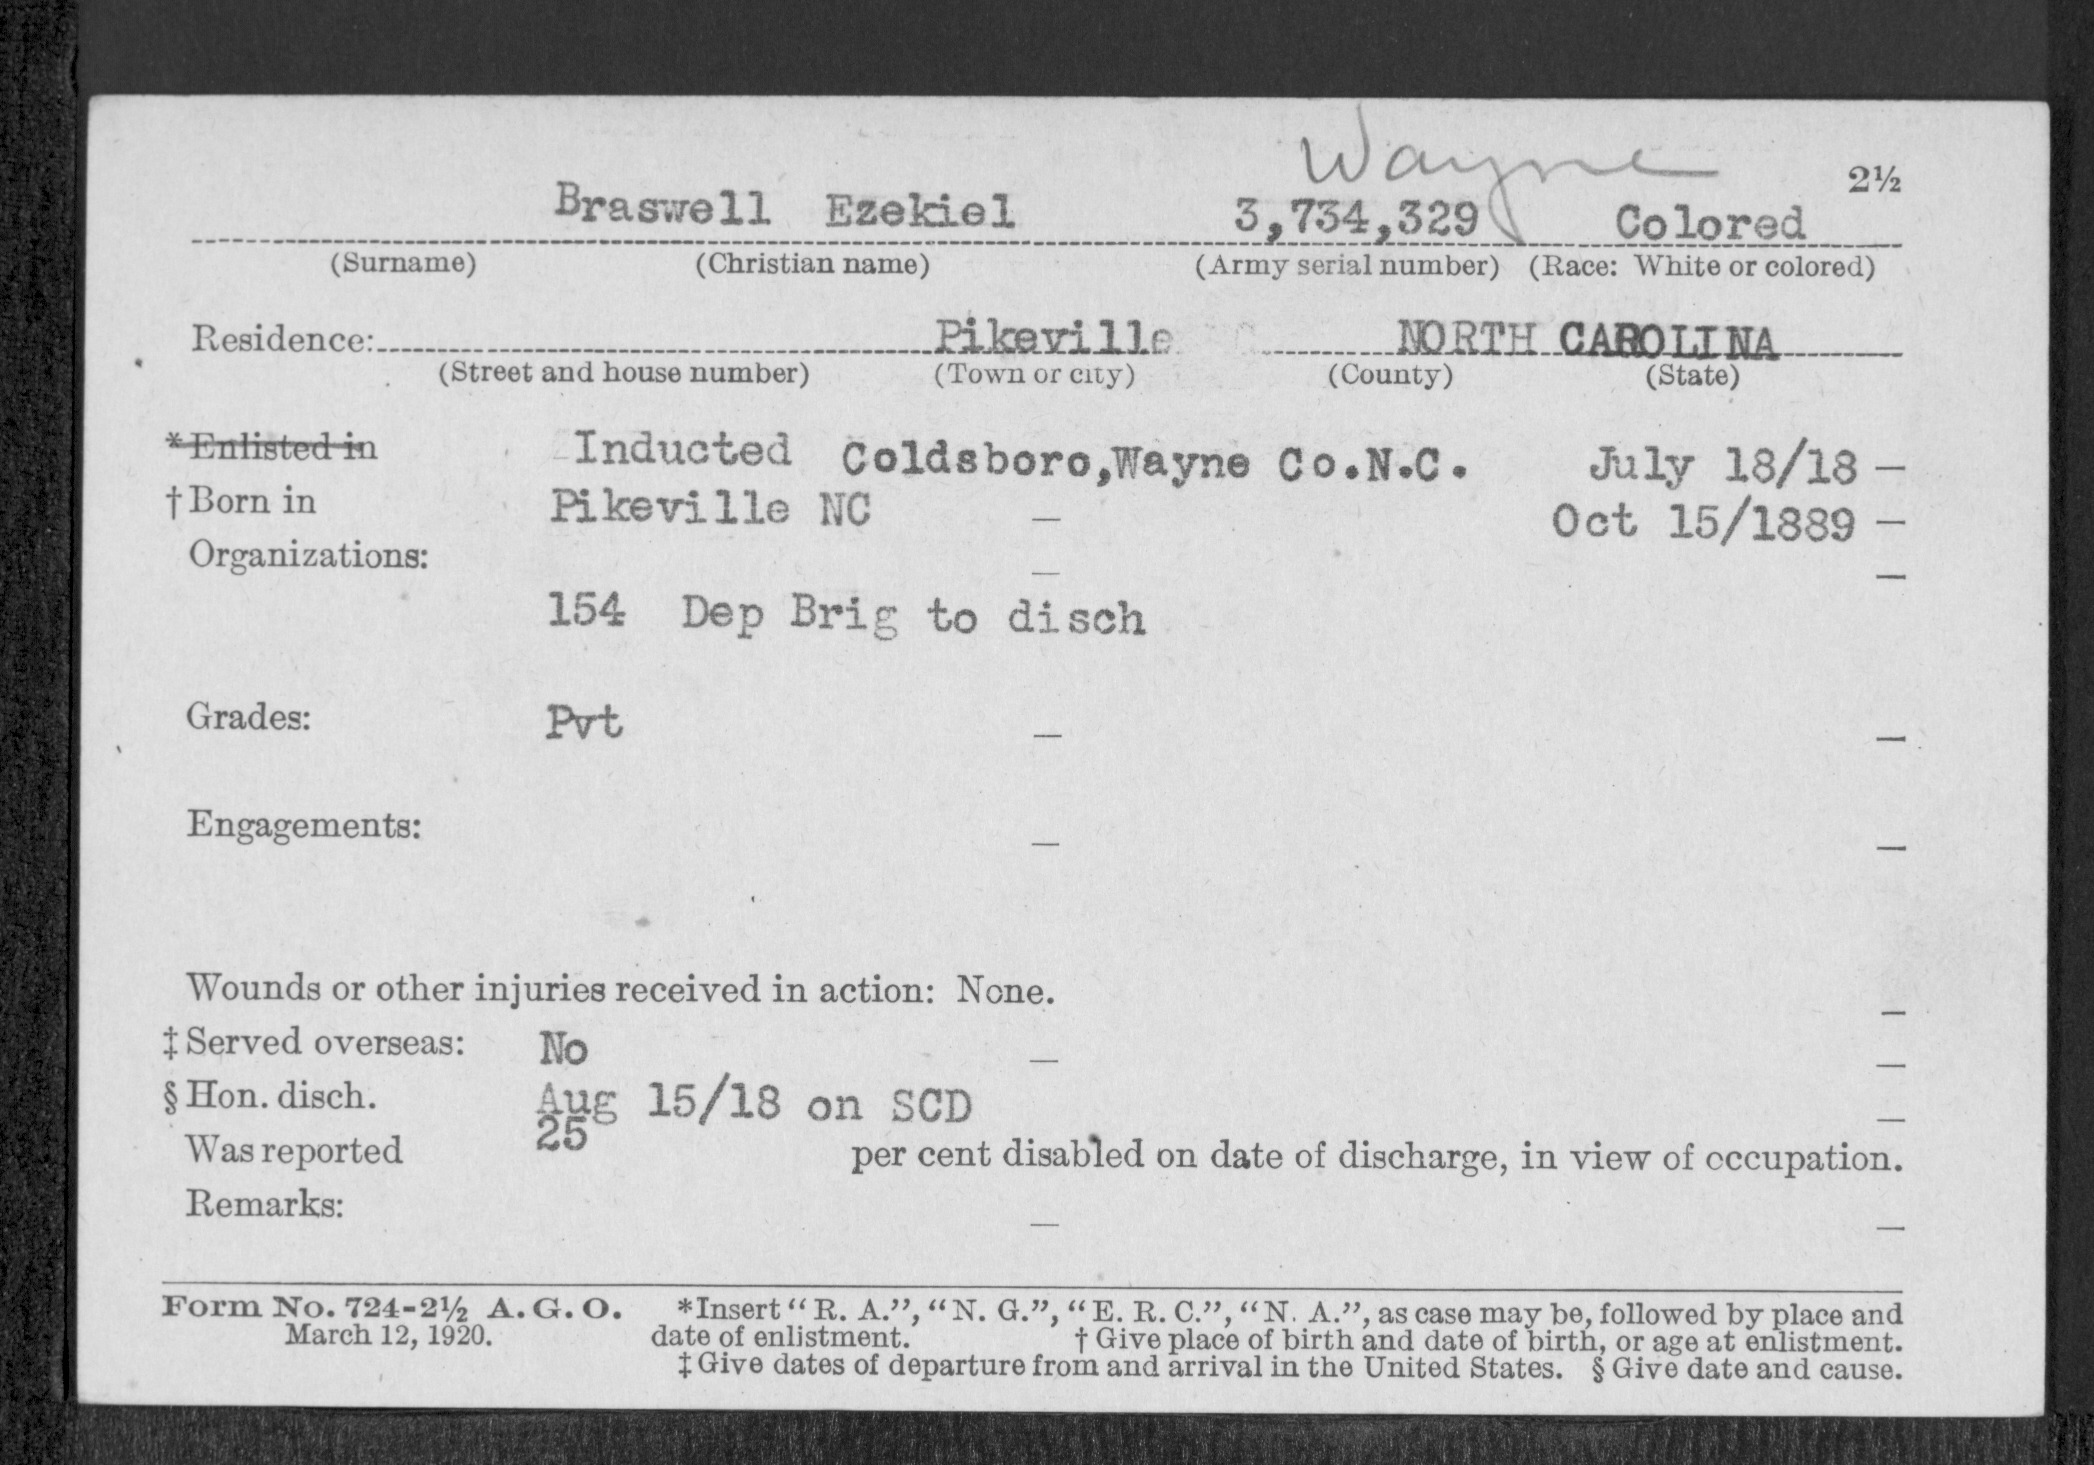 Wayne
2½
Braswell Ezekiel 3,734,329 Colored
(Surname) (Christian name) (Army serial number) (Race: White or colored)
Residence: Pikeville NORTH CAROLINA
(Street and house number) (Town or city) (County) (State)
*Enlisted in Inducted Coldsboro,Wayne Co.N.C. July 18/18 —
†Born in Pikeville NC — Oct 15/1889 —
Organizations: — —
154 Dep Brig to disch
Grades: Pvt — —
Engagements: — —
Wounds or other injuries received in action: None. —
‡Served overseas: No — —
§Hon. disch. Aug 15/18 on SCD —
Was reported 25 per cent disabled on date of discharge, in view of occupation.
Remarks: — —
Form No. 724-2½ A. G. O. *Insert "R. A.", "N. G.", "E. R. C.", "N. A.", as case may be, followed by place and
March 12, 1920. date of enlistment. †Give place of birth and date of birth, or age at enlistment.
‡Give dates of departure from and arrival in the United States. §Give date and cause.